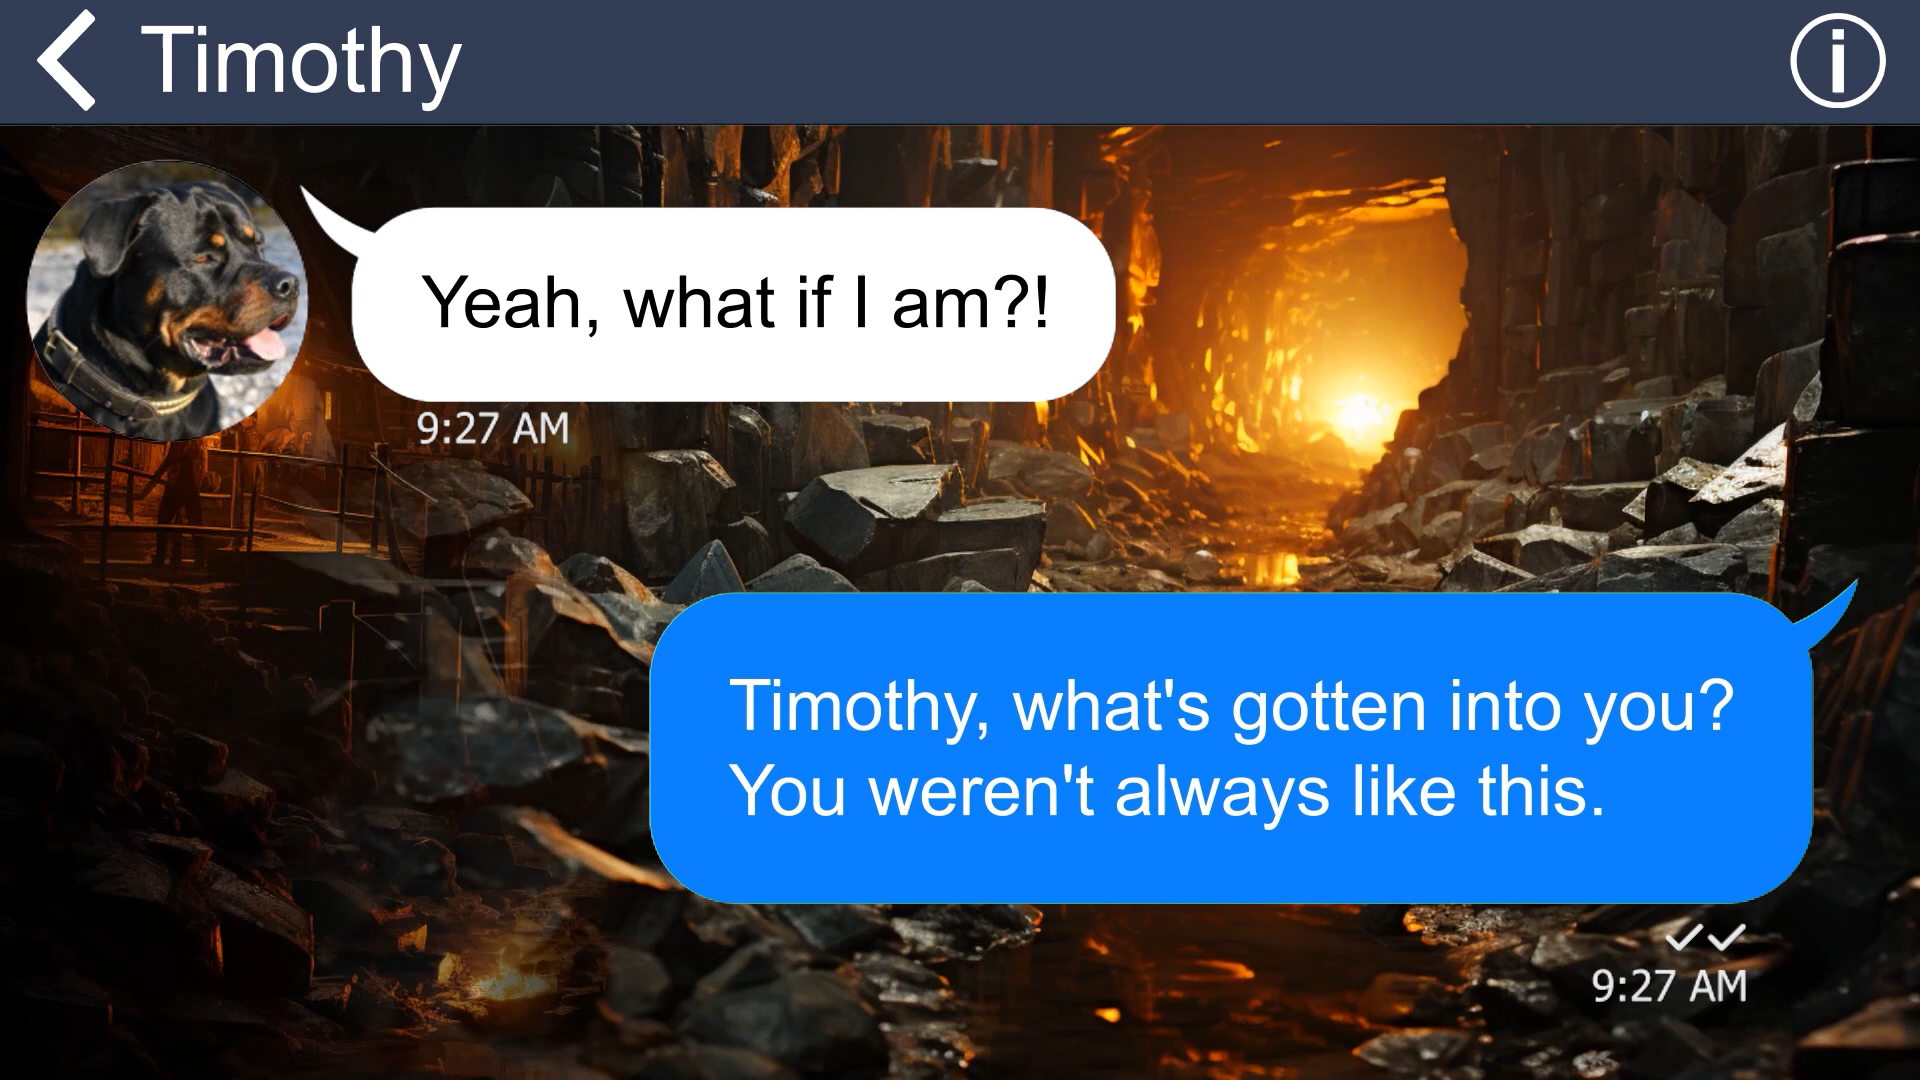 Timothy
Yeah, what if I am?!
9:27 AM
Timothy, what's gotten into you?
You weren't always like this.
9:27 AM